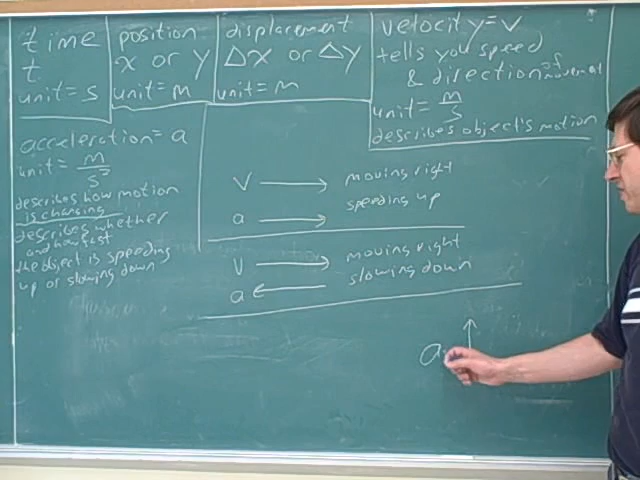 time
t
unit = s
position
x or y
unit = m
displacement
Δx or Δy
unit = m
velocity = v
tells you speed
& direction of movement
unit = m/s
describes object's motion
acceleration = a
unit = m/s²
describes how motion
is changing
describes whether
and how fast
the object is speeding
up or slowing down
v → moving right
speeding up
a →
v → moving right
slowing down
a ←
a ↑